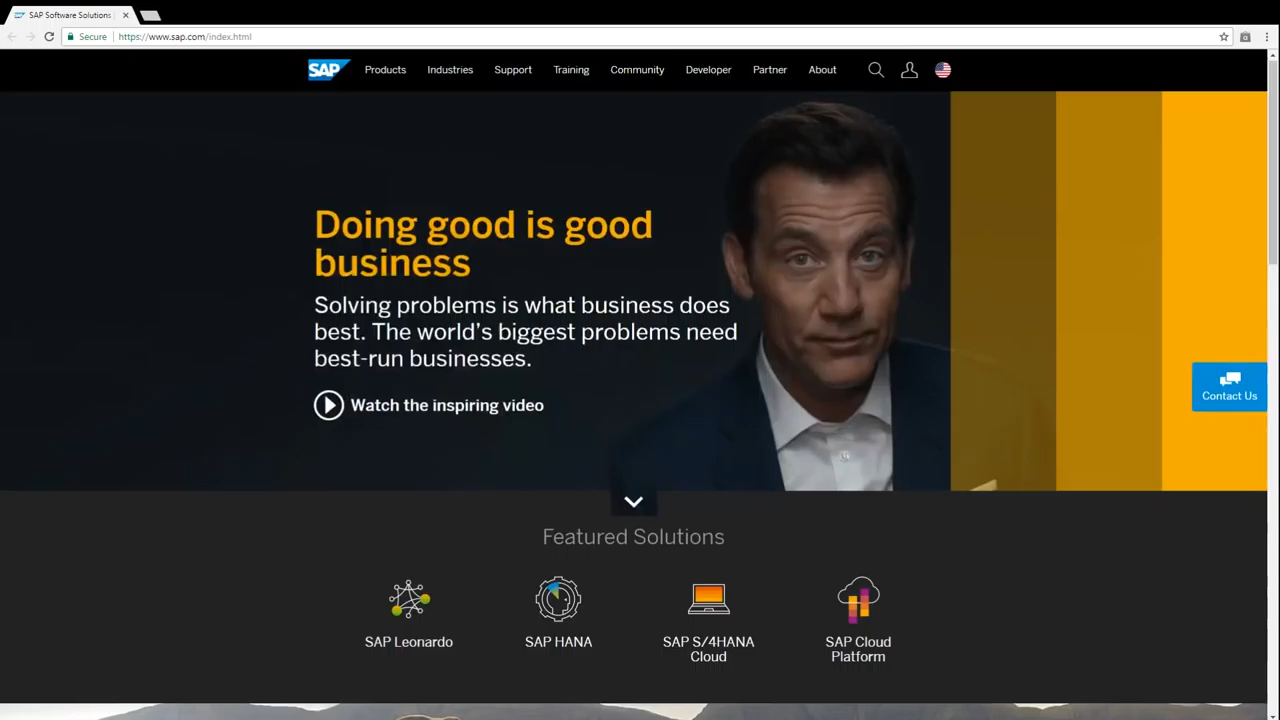 SAP Software Solutions
Secure
https://www.sap.com/index.html
SAP Products Industries Support Training Community Developer Partner About
Doing good is good
business
Solving problems is what business does
best. The world's biggest problems need
best-run businesses.
Watch the inspiring video
Contact Us
Featured Solutions
SAP Leonardo
SAP HANA
SAP S/4HANA
Cloud
SAP Cloud
Platform